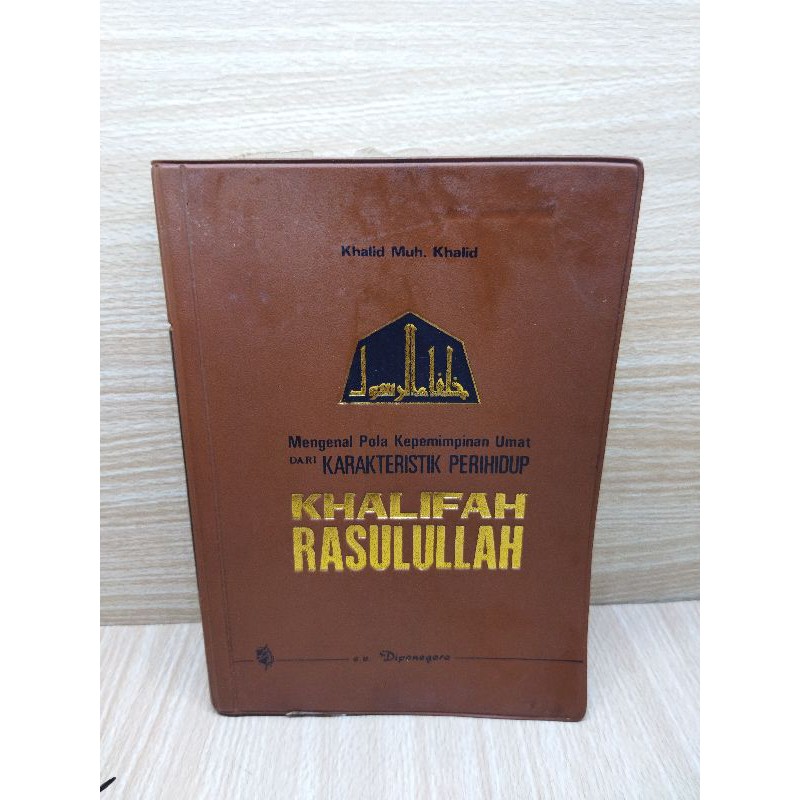 Khalid Muh. Khalid
خلفاء الرسول
Mengenal Pola Kepemimpinan Umat
DARI KARAKTERISTIK PERIHIDUP
KHALIFAH
RASULULLAH
c.v. Diponegoro